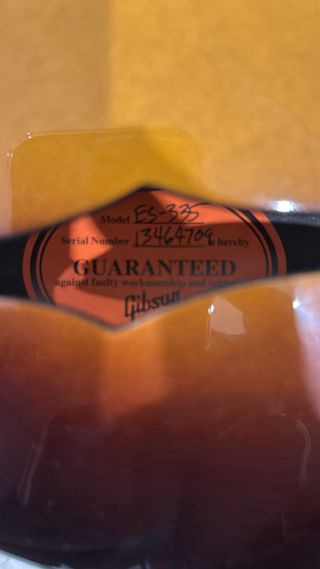 Model ES-335
Serial Number 13464709 is hereby
GUARANTEED
against faulty workmanship and
Gibson